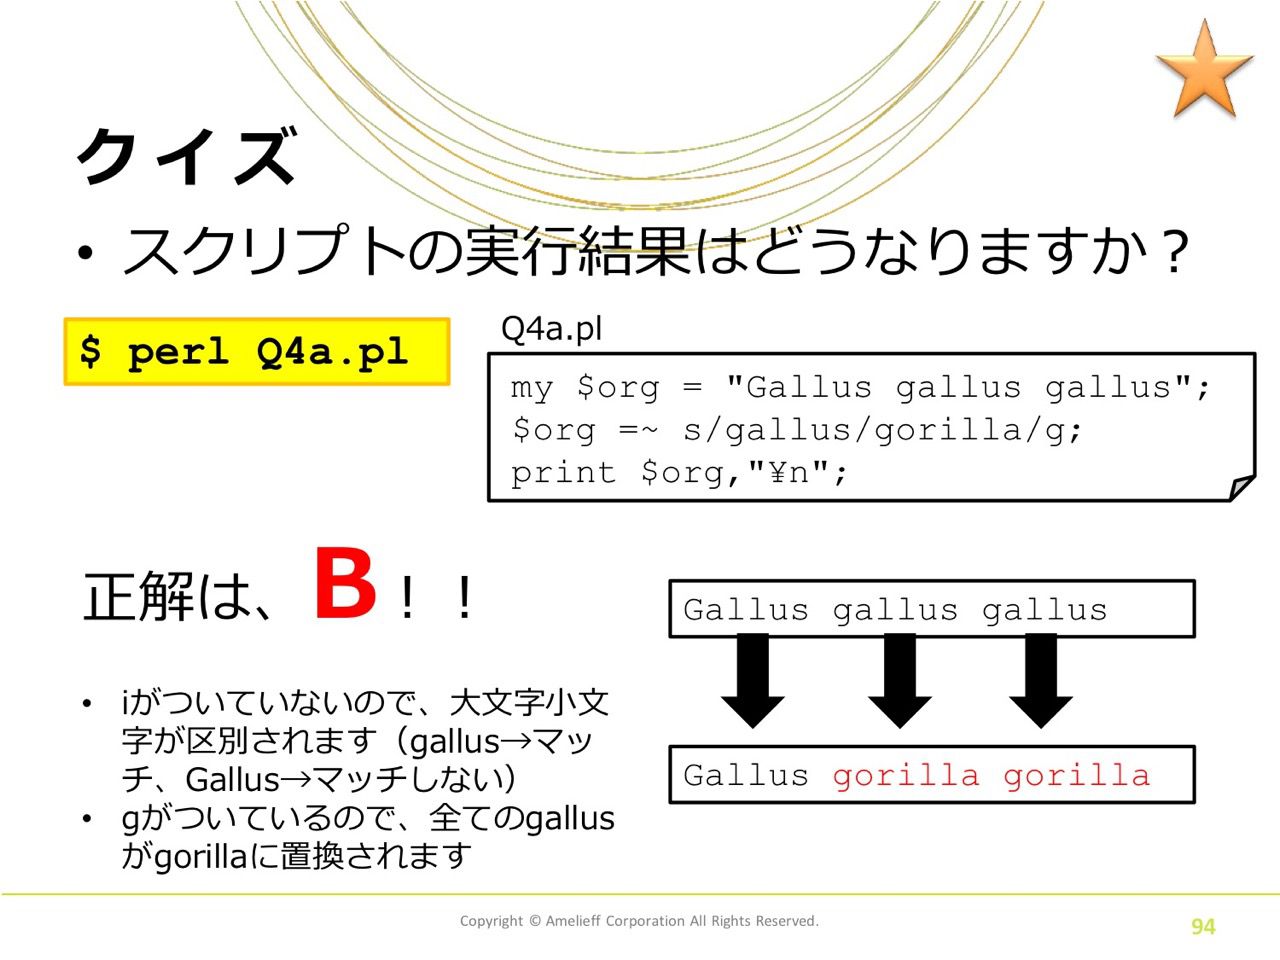 クイズ
• スクリプトの実行結果はどうなりますか？
$ perl Q4a.pl
Q4a.pl
my $org = "Gallus gallus gallus";
$org =~ s/gallus/gorilla/g;
print $org,"¥n";
正解は、B！！
• iがついていないので、大文字小文
字が区別されます（gallus→マッ
チ、Gallus→マッチしない）
• gがついているので、全てのgallus
がgorillaに置換されます
Gallus gallus gallus
Gallus gorilla gorilla
Copyright © Amelieff Corporation All Rights Reserved.
94